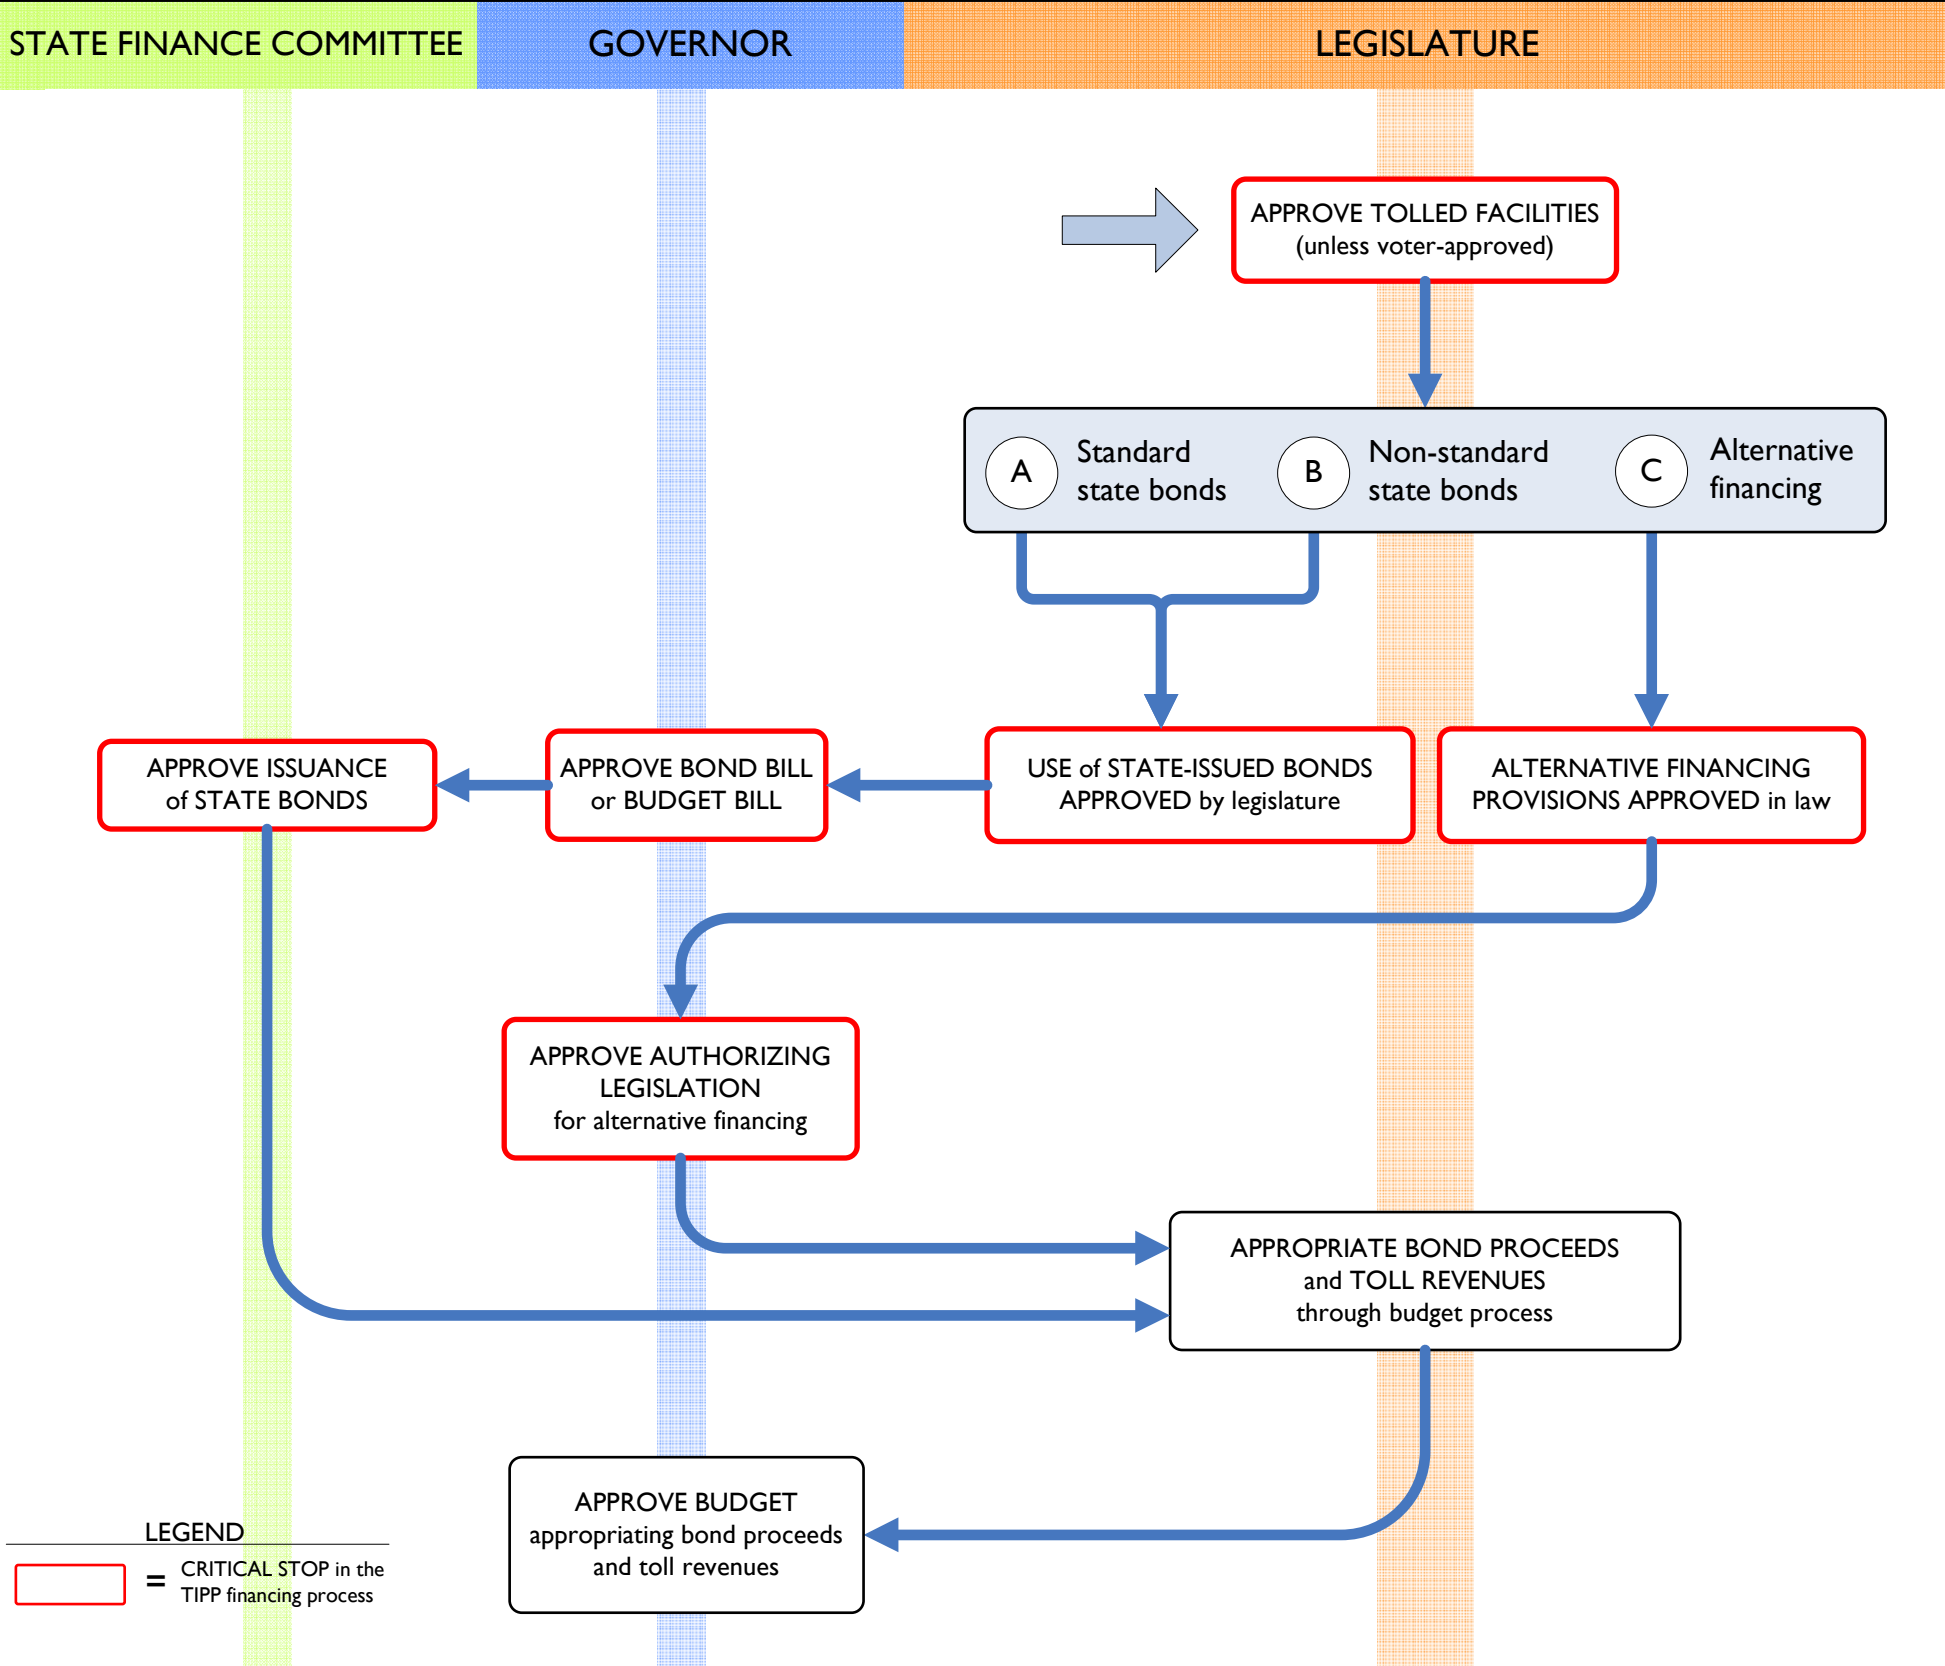 STATE FINANCE COMMITTEE
GOVERNOR
LEGISLATURE
APPROVE TOLLED FACILITIES
(unless voter-approved)
A
Standard
state bonds
B
Non-standard
state bonds
C
Alternative
financing
APPROVE ISSUANCE
of STATE BONDS
APPROVE BOND BILL
or BUDGET BILL
USE of STATE-ISSUED BONDS
APPROVED by legislature
ALTERNATIVE FINANCING
PROVISIONS APPROVED in law
APPROVE AUTHORIZING
LEGISLATION
for alternative financing
APPROPRIATE BOND PROCEEDS
and TOLL REVENUES
through budget process
APPROVE BUDGET
appropriating bond proceeds
and toll revenues
LEGEND
= CRITICAL STOP in the
TIPP financing process